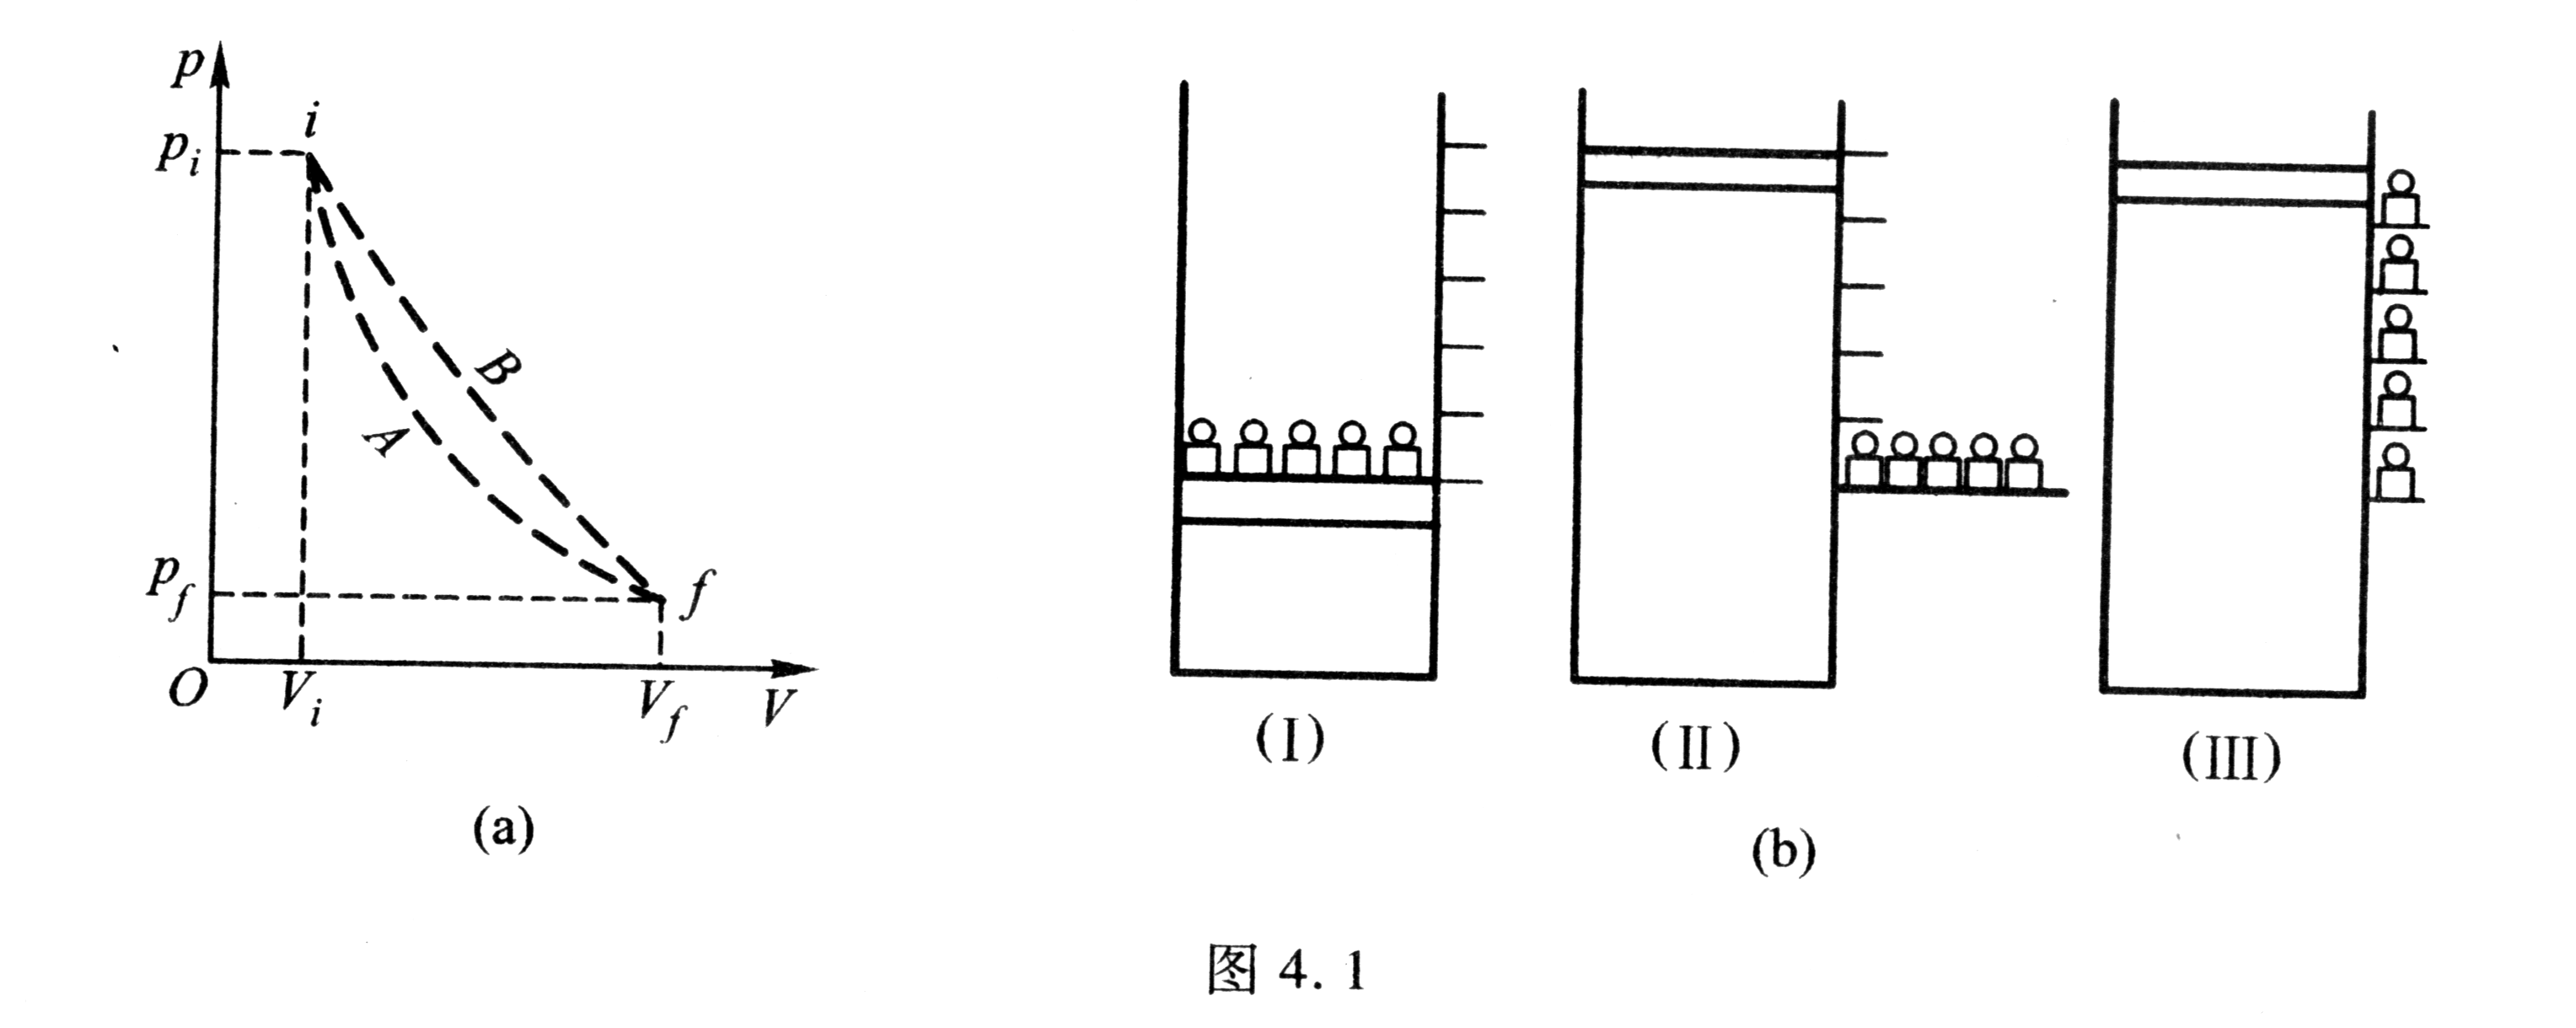 p
i
p_i
B
A
p_f
f
O
V_i
V_f
V
(a)
(I)
(II)
(III)
(b)
图 4. 1